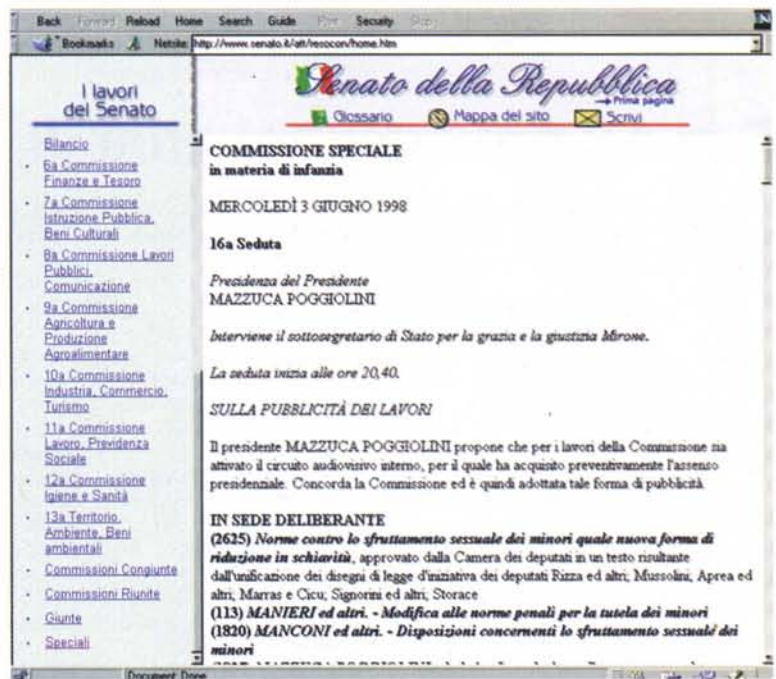 Back Forward Reload Home Search Guide Print Security Stop
Bookmarks Netsite: http://www.senato.it/att/resocon/home.htm
I lavori
del Senato
Bilancio
6a Commissione
Finanze e Tesoro
7a Commissione
Istruzione Pubblica,
Beni Culturali
8a Commissione Lavori
Pubblici,
Comunicazione
9a Commissione
Agricoltura e
Produzione
Agroalimentare
10a Commissione
Industria, Commercio,
Turismo
11a Commissione
Lavoro, Previdenza
Sociale
12a Commissione
Igiene e Sanità
13a Territorio,
Ambiente, Beni
ambientali
Commissioni Congiunte
Commissioni Riunite
Giunte
Speciali
Senato della Repubblica
Prima pagina
Glossario Mappa del sito Scrivi
COMMISSIONE SPECIALE
in materia di infanzia
MERCOLEDÌ 3 GIUGNO 1998
16a Seduta
Presidenza del Presidente
MAZZUCA POGGIOLINI
Interviene il sottosegretario di Stato per la grazia e la giustizia Mirone.
La seduta inizia alle ore 20,40.
SULLA PUBBLICITÀ DEI LAVORI
Il presidente MAZZUCA POGGIOLINI propone che per i lavori della Commissione sia
attivato il circuito audiovisivo interno, per il quale ha acquisito preventivamente l'assenso
presidenziale. Concorda la Commissione ed è quindi adottata tale forma di pubblicità.
IN SEDE DELIBERANTE
(2625) Norme contro lo sfruttamento sessuale dei minori quale nuova forma di
riduzione in schiavitù, approvato dalla Camera dei deputati in un testo risultante
dall'unificazione dei disegni di legge d'iniziativa dei deputati Rizza ed altri; Mussolini; Aprea ed
altri; Marras e Cicu; Signorini ed altri; Storace
(113) MANIERI ed altri. - Modifica alle norme penali per la tutela dei minori
(1820) MANCONI ed altri. - Disposizioni concernenti lo sfruttamento sessuale dei
minori
Document: Done